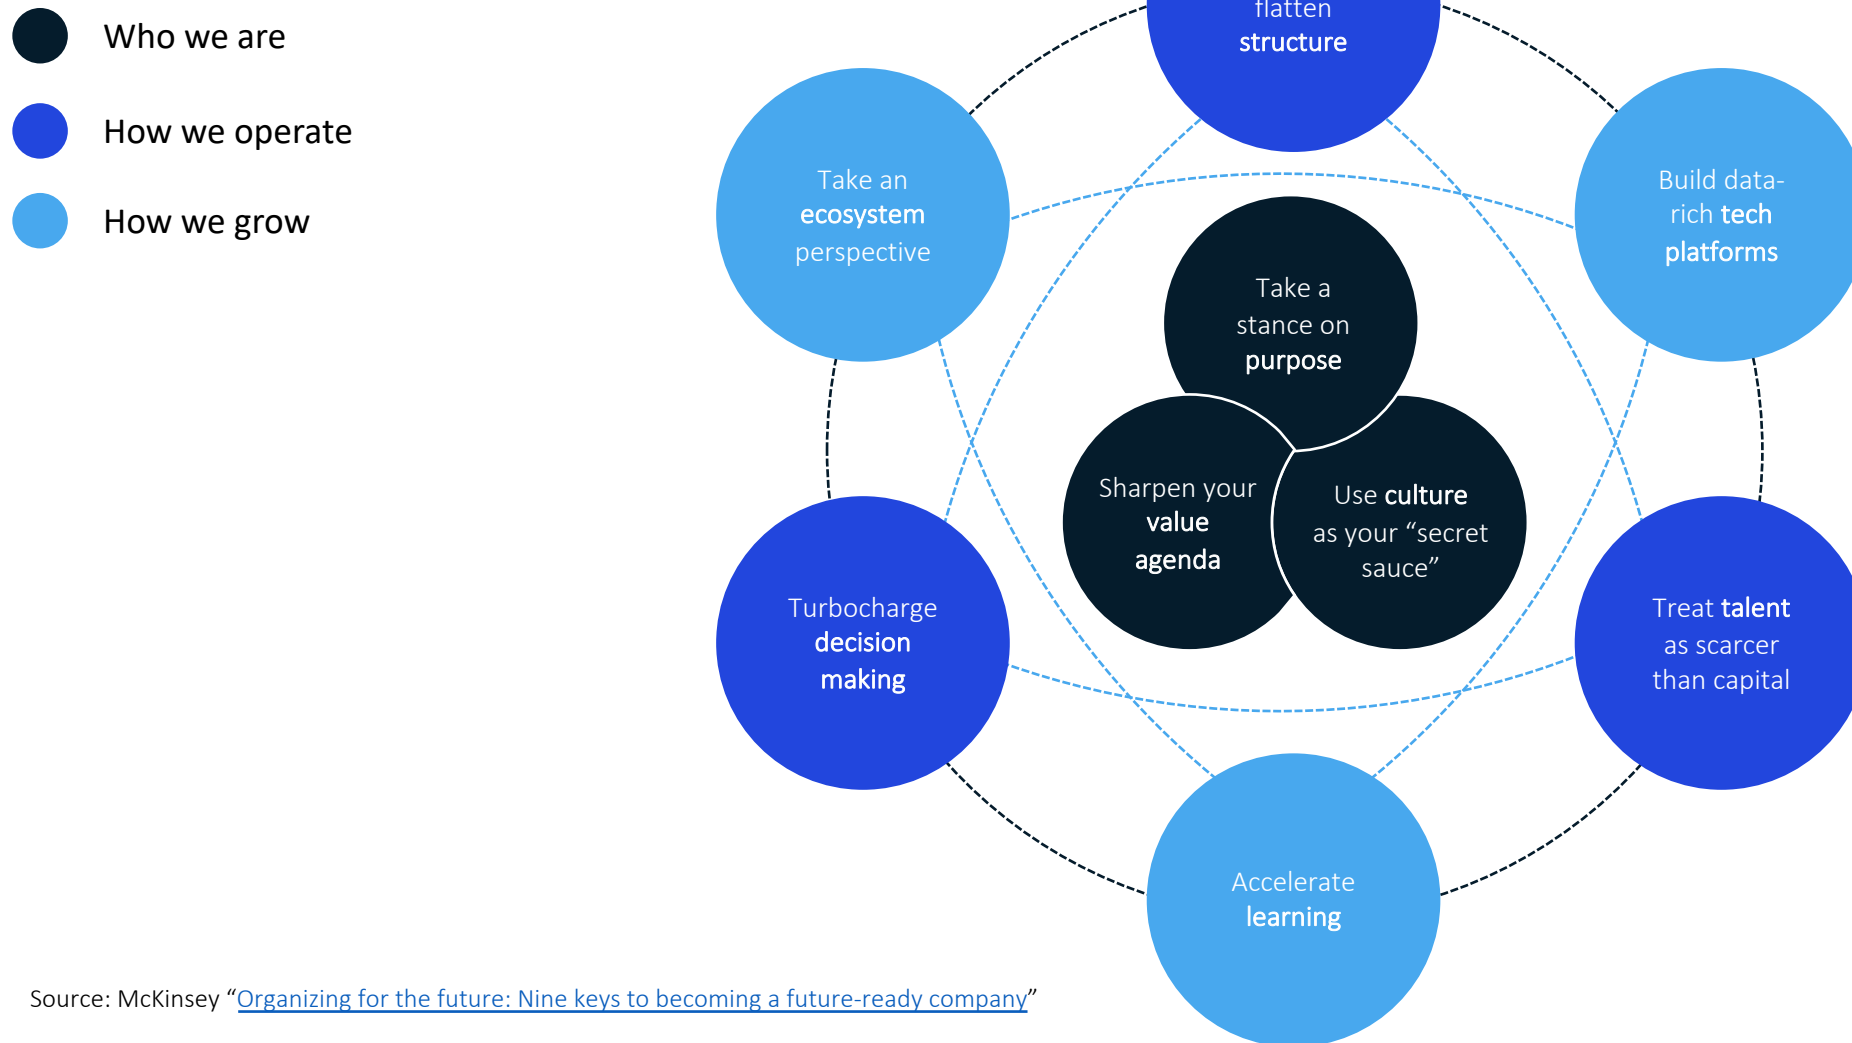 Who we are
How we operate
How we grow
flatten
structure
Take an
ecosystem
perspective
Build data-
rich tech
platforms
Take a
stance on
purpose
Sharpen your
value
agenda
Use culture
as your “secret
sauce”
Turbocharge
decision
making
Treat talent
as scarcer
than capital
Accelerate
learning
Source: McKinsey “Organizing for the future: Nine keys to becoming a future-ready company”